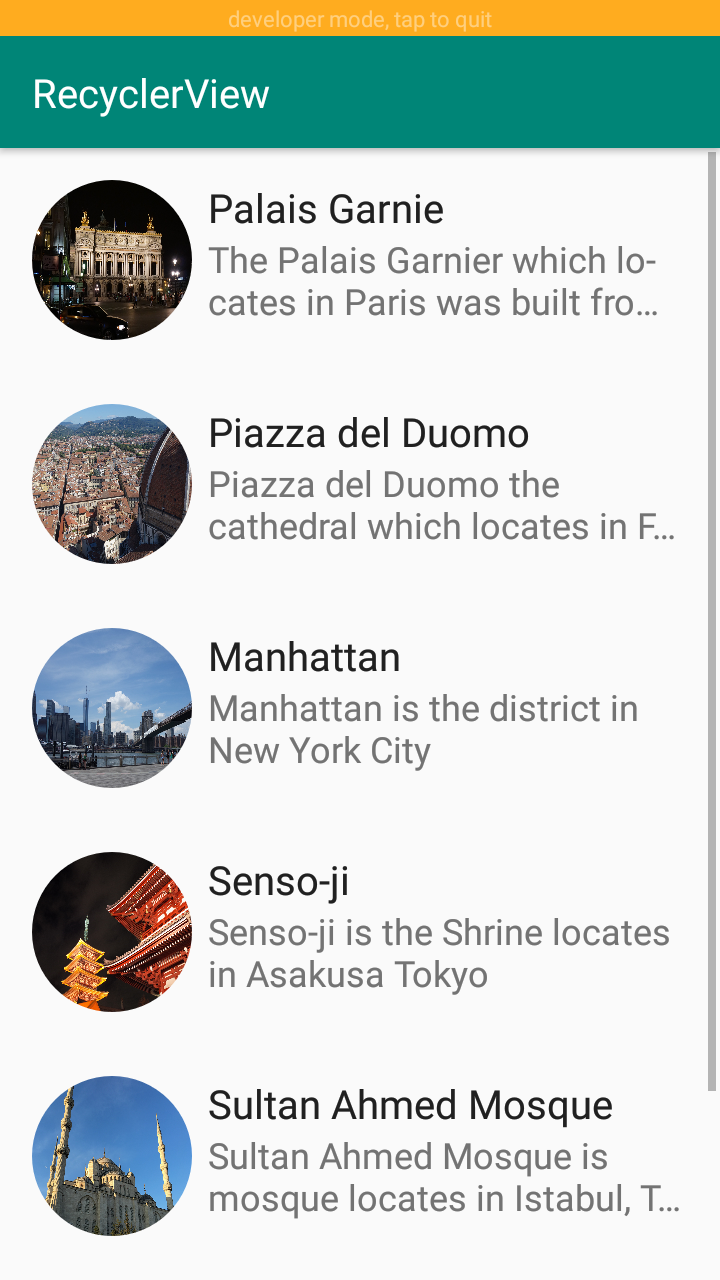 developer mode, tap to quit
RecyclerView
Palais Garnie
The Palais Garnier which lo-
cates in Paris was built fro…
Piazza del Duomo
Piazza del Duomo the
cathedral which locates in F…
Manhattan
Manhattan is the district in
New York City
Senso-ji
Senso-ji is the Shrine locates
in Asakusa Tokyo
Sultan Ahmed Mosque
Sultan Ahmed Mosque is
mosque locates in Istabul, T…